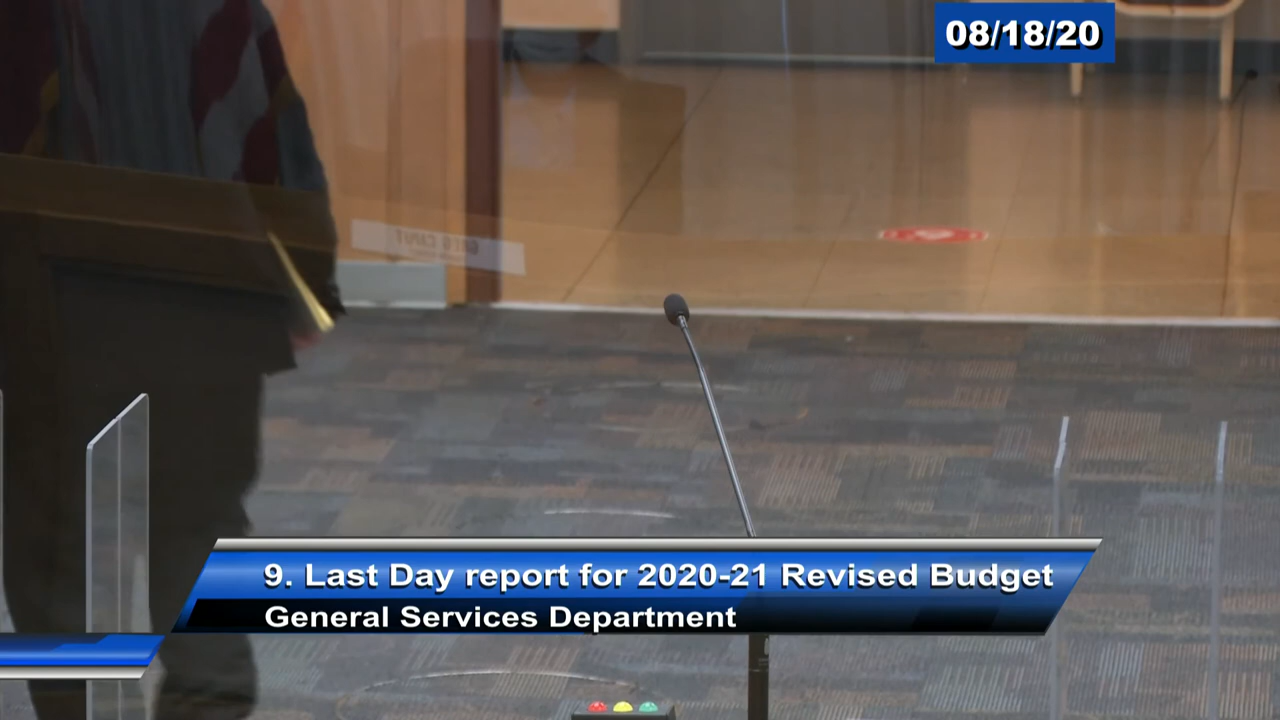 08/18/20
9. Last Day report for 2020-21 Revised Budget
General Services Department